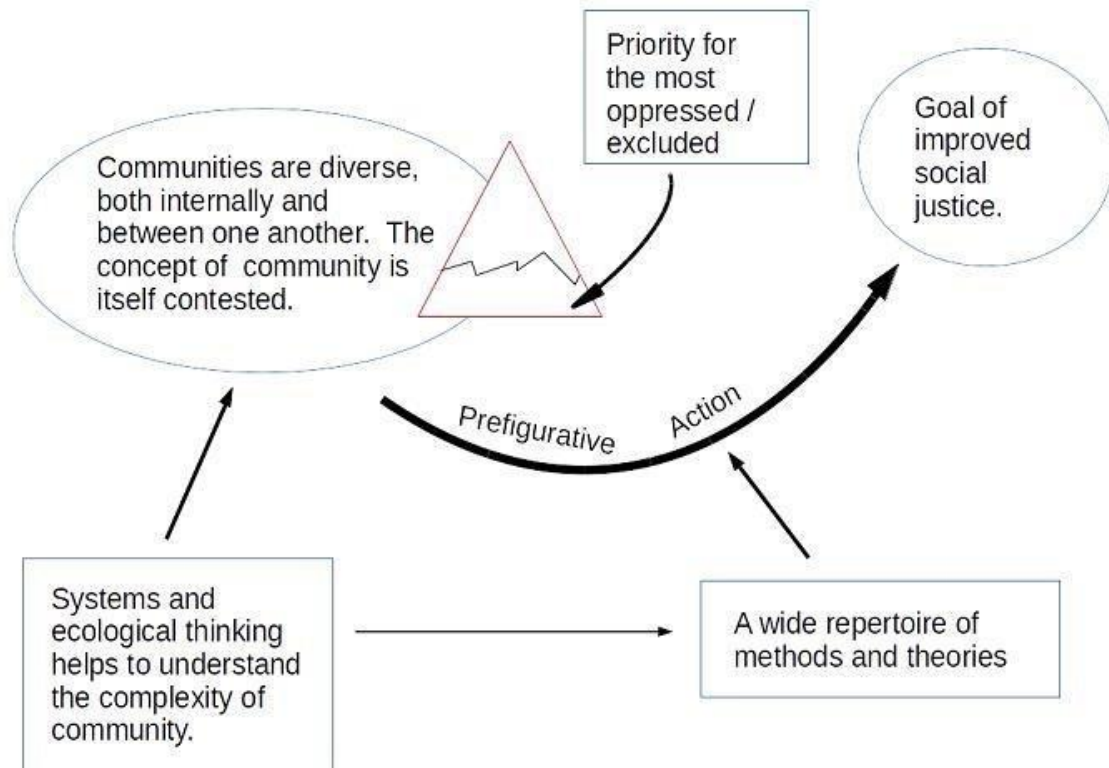 Priority for
the most
oppressed /
excluded
Goal of
improved
social
justice.
Communities are diverse,
both internally and
between one another.  The
concept of  community is
itself contested.
Prefigurative
Action
Systems and
ecological thinking
helps to understand
the complexity of
community.
A wide repertoire of
methods and theories